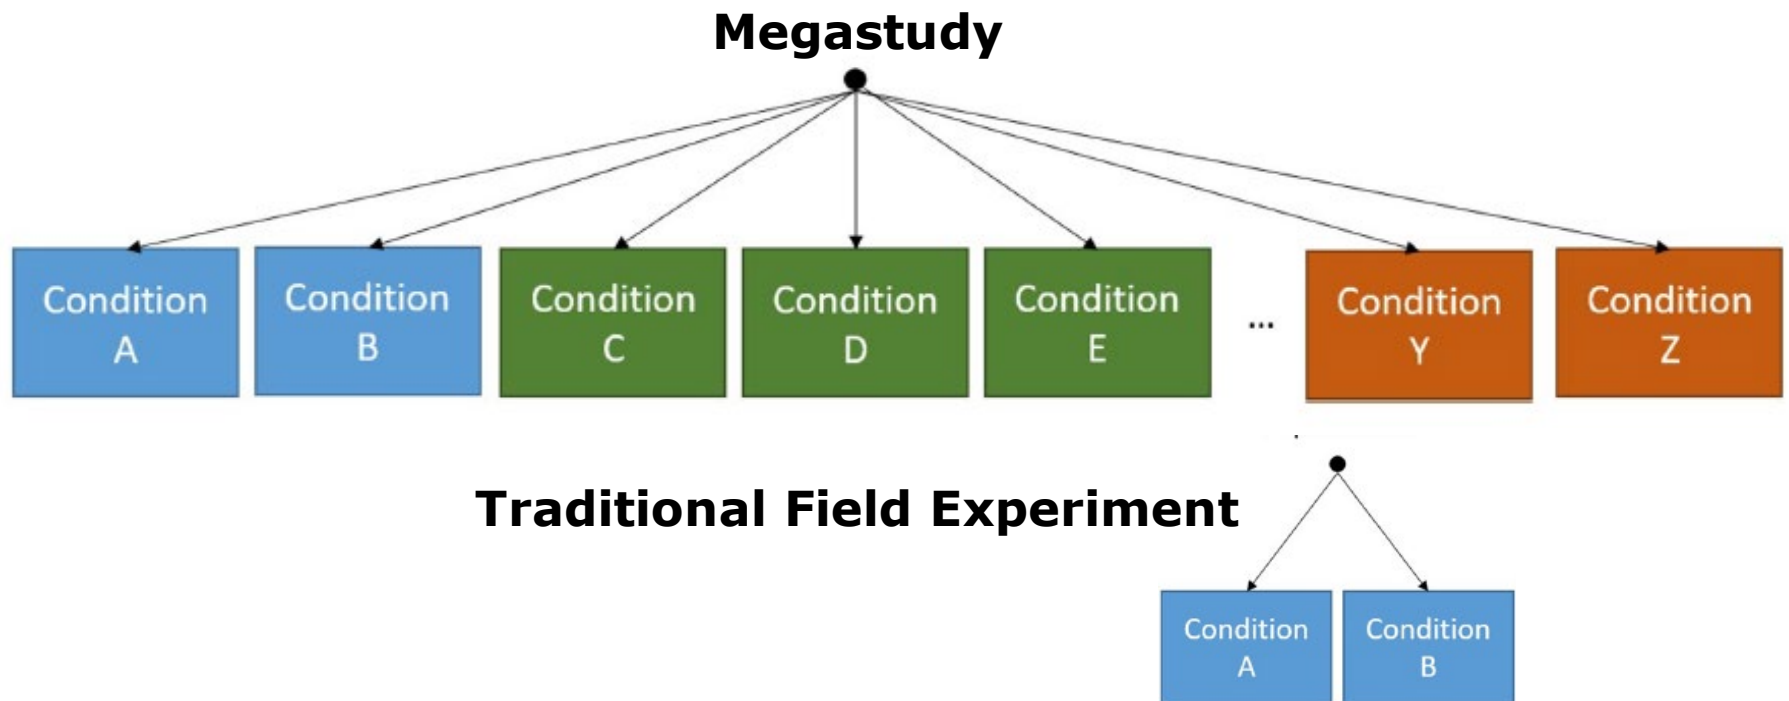 Megastudy
Condition
A
Condition
B
Condition
C
Condition
D
Condition
E
...
Condition
Y
Condition
Z
Traditional Field Experiment
Condition
A
Condition
B